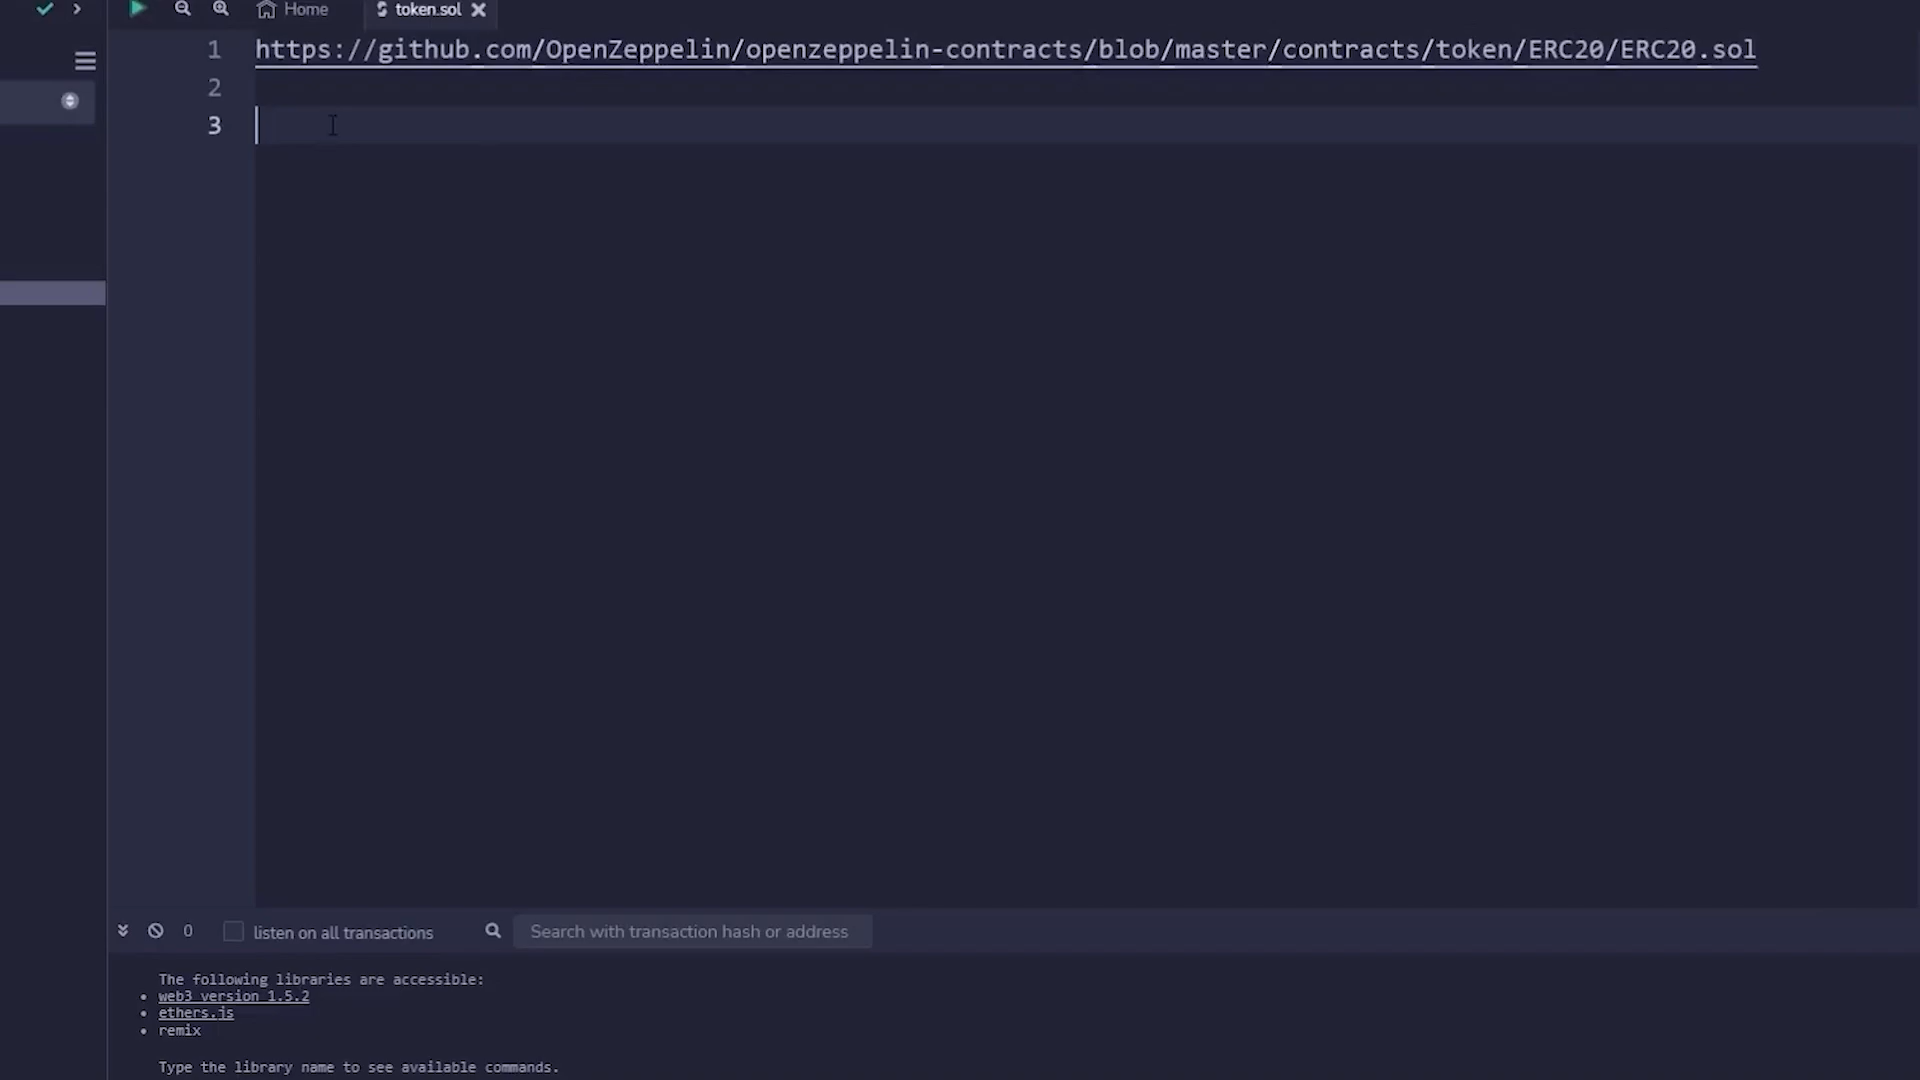 Home
token.sol
1 https://github.com/OpenZeppelin/openzeppelin-contracts/blob/master/contracts/token/ERC20/ERC20.sol
2
3
0 listen on all transactions Search with transaction hash or address
The following libraries are accessible:
• web3 version 1.5.2
• ethers.js
• remix
Type the library name to see available commands.